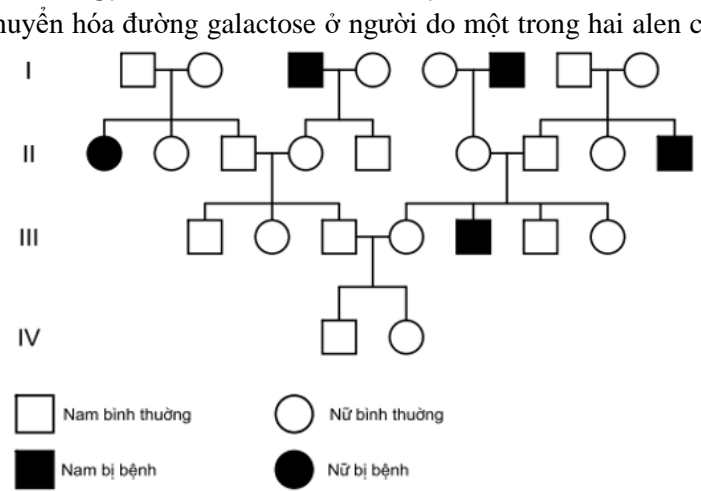 huyển hóa đường galactose ở người do một trong hai alen c
I
II
III
IV
Nam bình thường
Nữ bình thường
Nam bị bệnh
Nữ bị bệnh